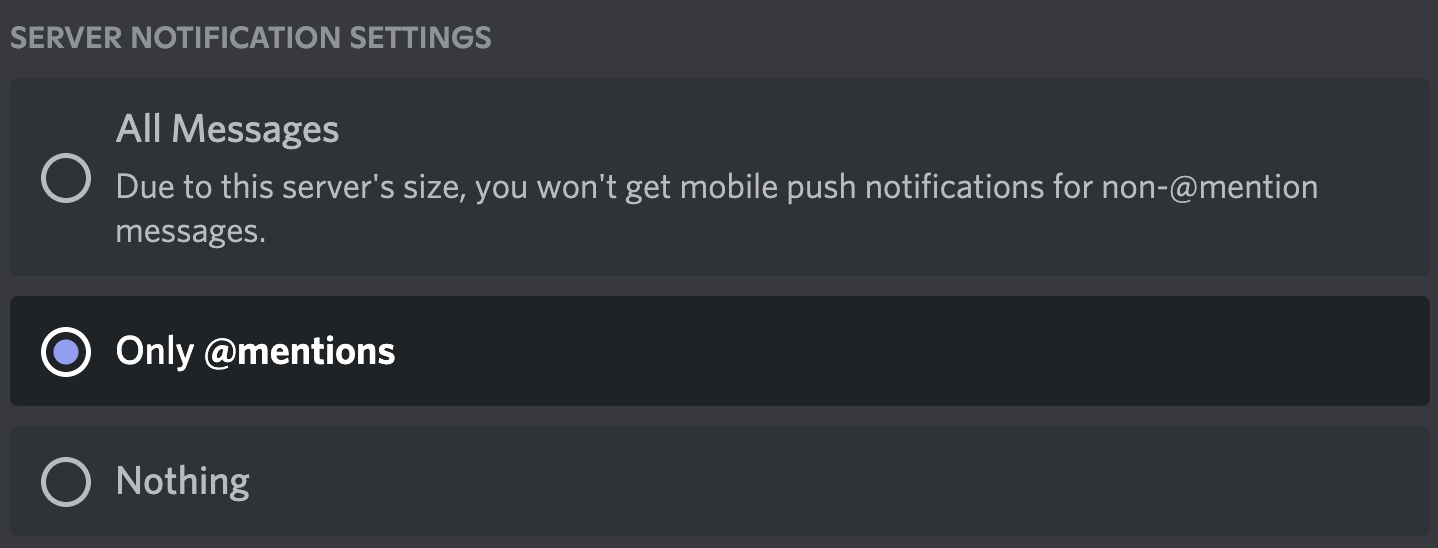 SERVER NOTIFICATION SETTINGS
All Messages
Due to this server's size, you won't get mobile push notifications for non-@mention
messages.
Only @mentions
Nothing